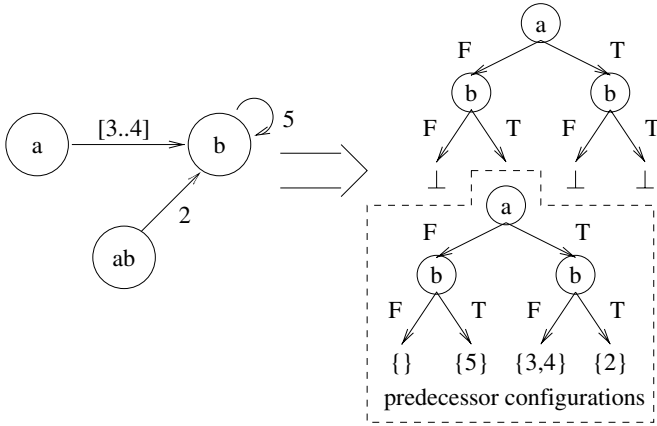 a
F T
[3..4]
a b 5 b b
F T F T
⊥ ⊥ ⊥
2 a
ab F T
b b
F T F T
{} {5} {3,4} {2}
predecessor configurations